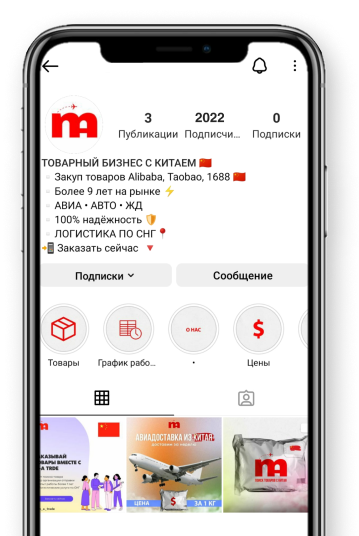 3 2022 0
Публикации Подписчи... Подписки
ТОВАРНЫЙ БИЗНЕС С КИТАЕМ 🇨🇳
Закуп товаров Alibaba, Taobao, 1688 🇨🇳
Более 9 лет на рынке ⚡
АВИА • АВТО • ЖД
100% надёжность 🛡
ЛОГИСТИКА ПО СНГ 📍
📲 Заказать сейчас 🔻
Подписки Сообщение
О НАС
Товары График рабо... • Цены
АВИАДОСТАВКА ИЗ КИТАЯ
ЗАКАЗЫВАЙ
ТОВАРЫ ВМЕСТЕ С
ЦЕНА $ ЗА 1 КГ